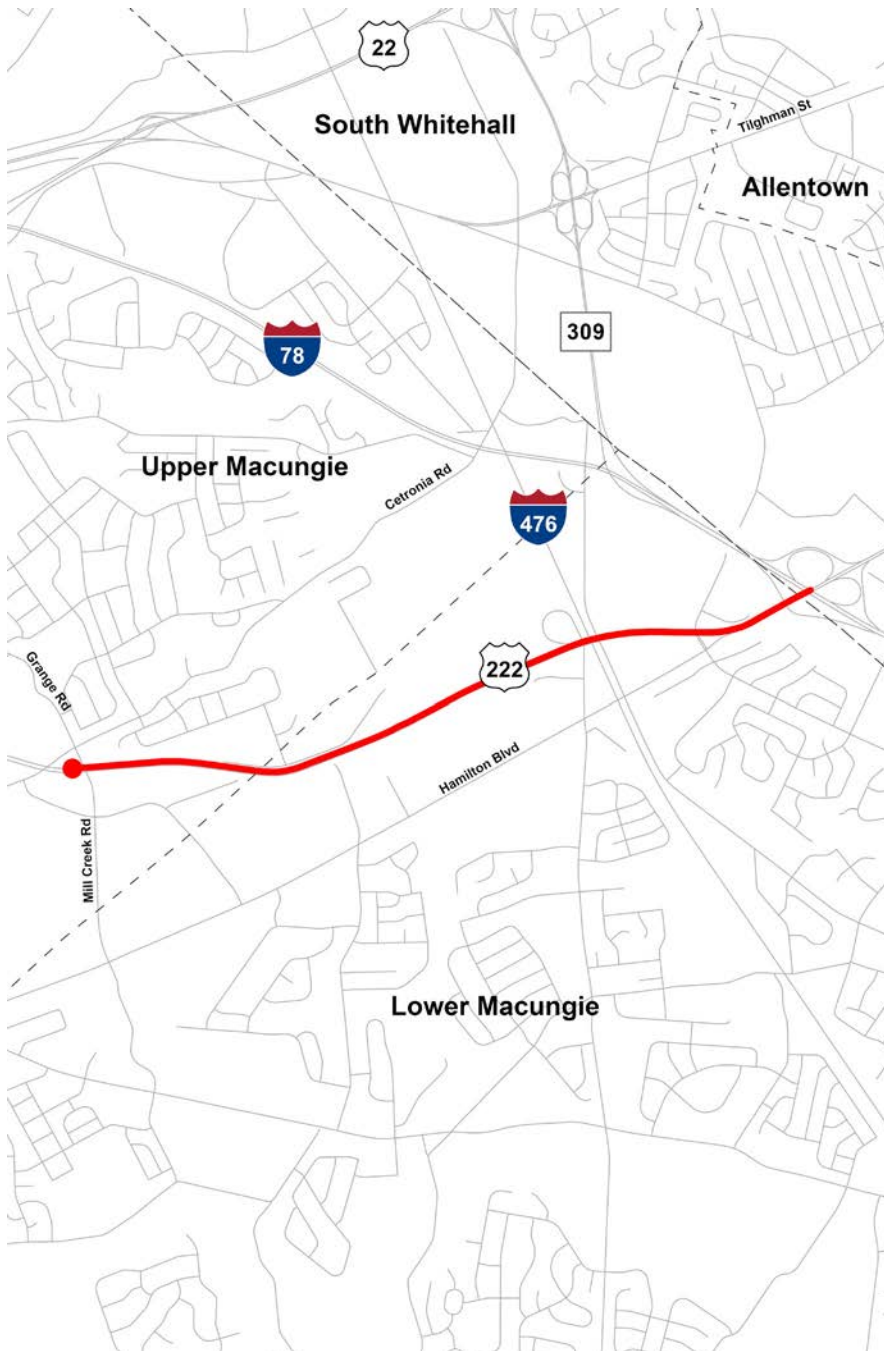 22
South Whitehall
Tilghman St
Allentown
309
78
Upper Macungie
Cetronia Rd
476
Grange Rd
222
Hamilton Blvd
Mill Creek Rd
Lower Macungie